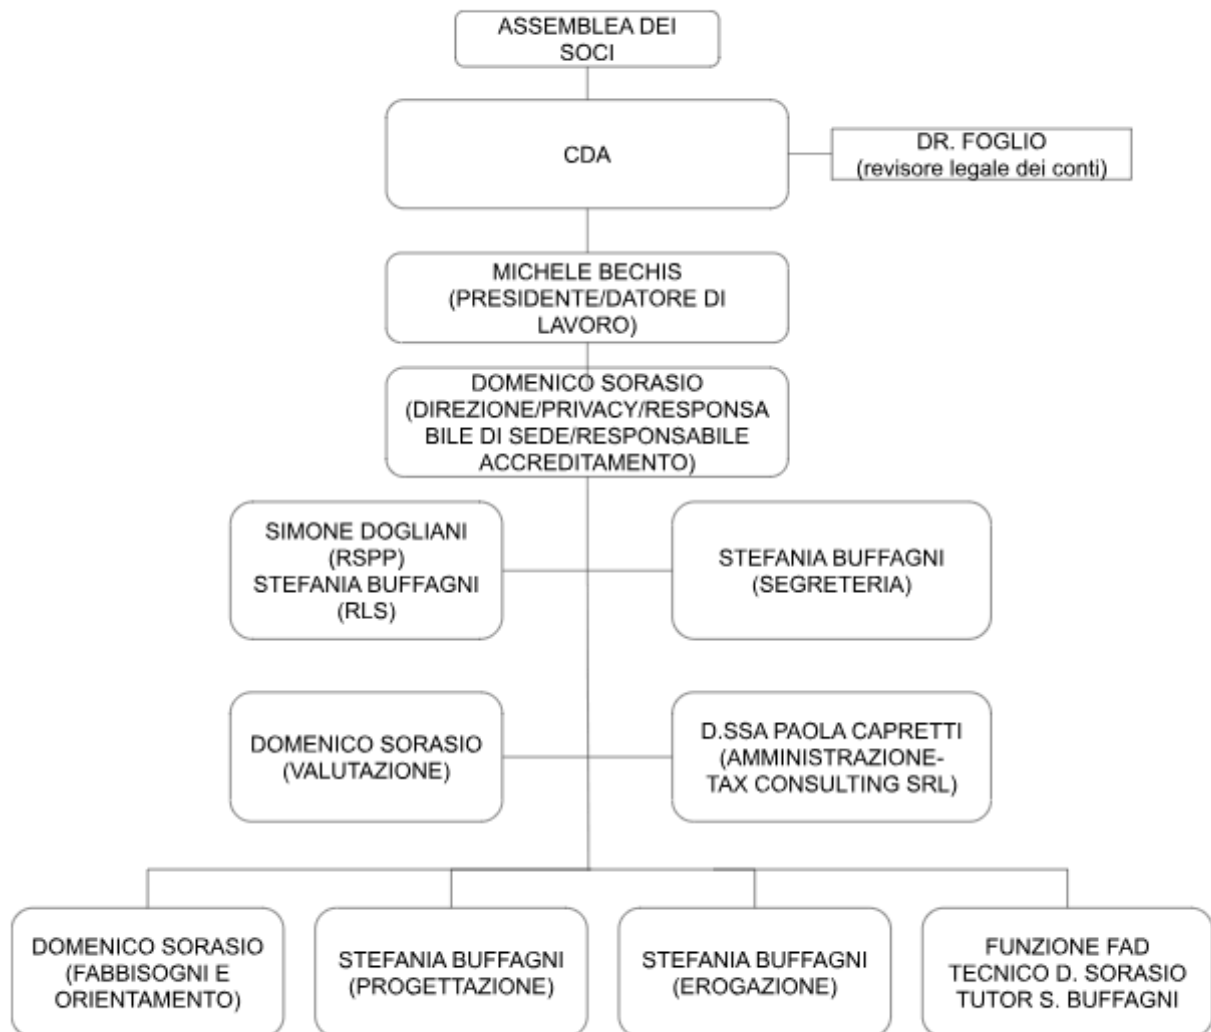 ASSEMBLEA DEI
SOCI
CDA
DR. FOGLIO
(revisore legale dei conti)
MICHELE BECHIS
(PRESIDENTE/DATORE DI
LAVORO)
DOMENICO SORASIO
(DIREZIONE/PRIVACY/RESPONSA
BILE DI SEDE/RESPONSABILE
ACCREDITAMENTO)
SIMONE DOGLIANI
(RSPP)
STEFANIA BUFFAGNI
(RLS)
STEFANIA BUFFAGNI
(SEGRETERIA)
DOMENICO SORASIO
(VALUTAZIONE)
D.SSA PAOLA CAPRETTI
(AMMINISTRAZIONE-
TAX CONSULTING SRL)
DOMENICO SORASIO
(FABBISOGNI E
ORIENTAMENTO)
STEFANIA BUFFAGNI
(PROGETTAZIONE)
STEFANIA BUFFAGNI
(EROGAZIONE)
FUNZIONE FAD
TECNICO D. SORASIO
TUTOR S. BUFFAGNI